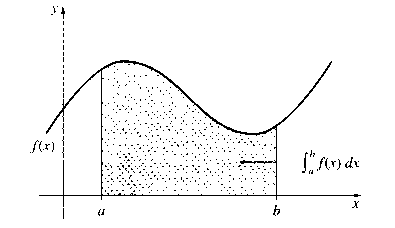 y
f(x)
∫_a^b f(x) dx
x
a
b